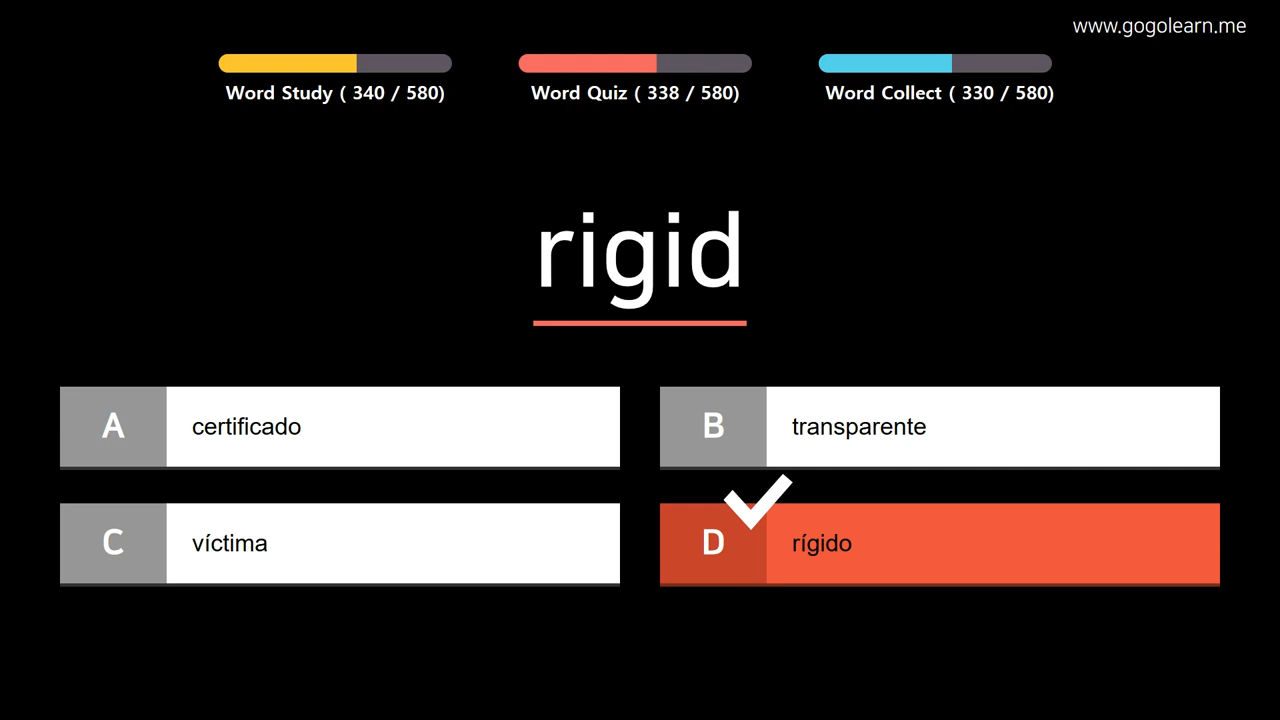 www.gogolearn.me
Word Study ( 340 / 580)
Word Quiz ( 338 / 580)
Word Collect ( 330 / 580)
rigid
A certificado
B transparente
C víctima
D rígido